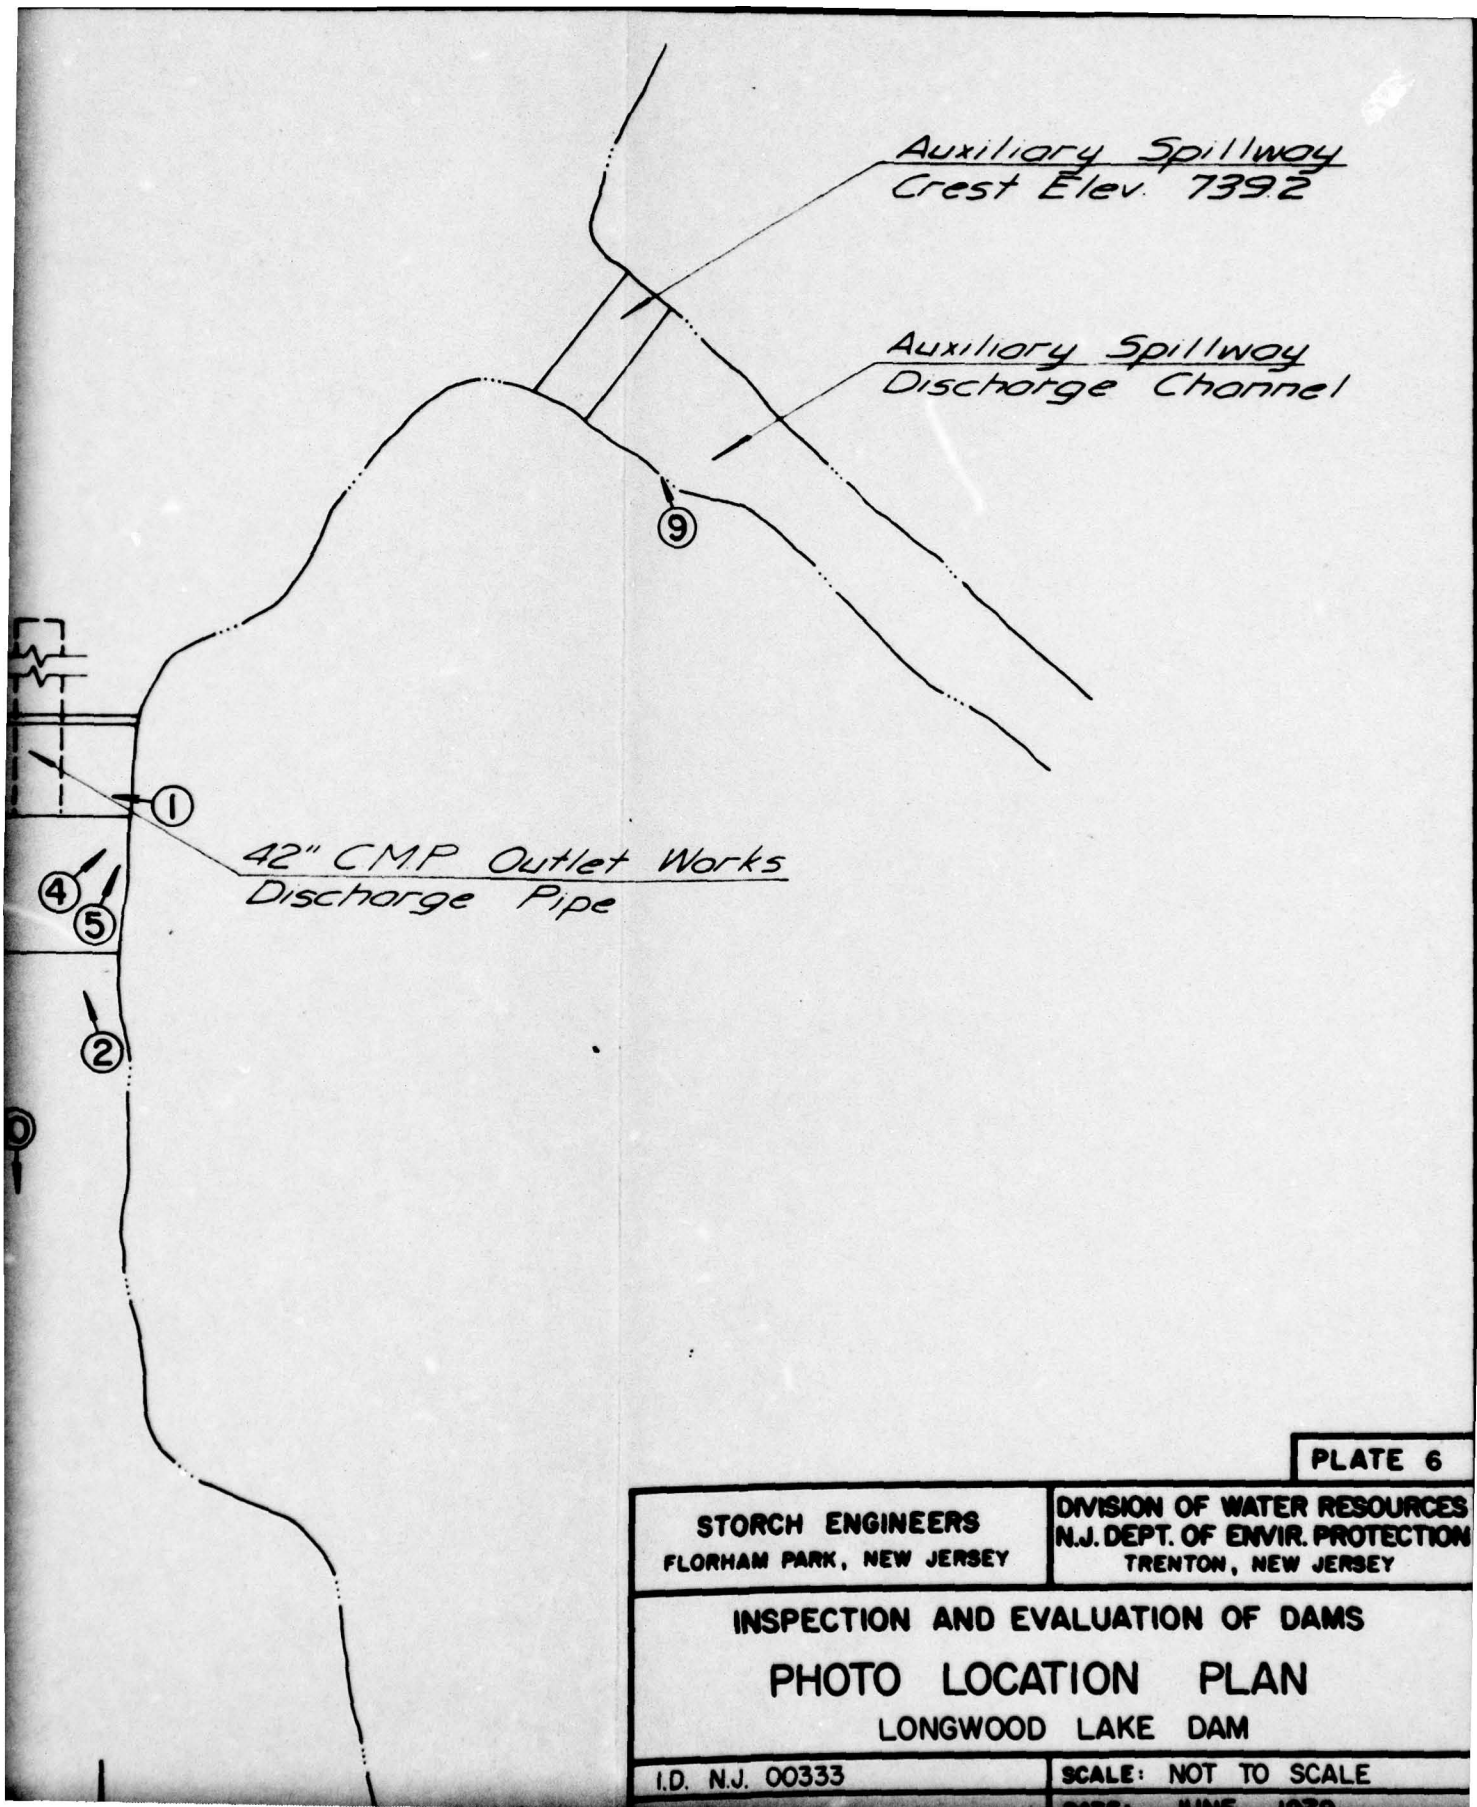 Auxiliary Spillway
Crest Elev. 739.2
Auxiliary Spillway
Discharge Channel
9
1
42" C.M.P. Outlet Works
Discharge Pipe
4
5
2
PLATE 6
STORCH ENGINEERS
FLORHAM PARK, NEW JERSEY
DIVISION OF WATER RESOURCES
N.J. DEPT. OF ENVIR. PROTECTION
TRENTON, NEW JERSEY
INSPECTION AND EVALUATION OF DAMS
PHOTO LOCATION PLAN
LONGWOOD LAKE DAM
I.D. N.J. 00333
SCALE: NOT TO SCALE